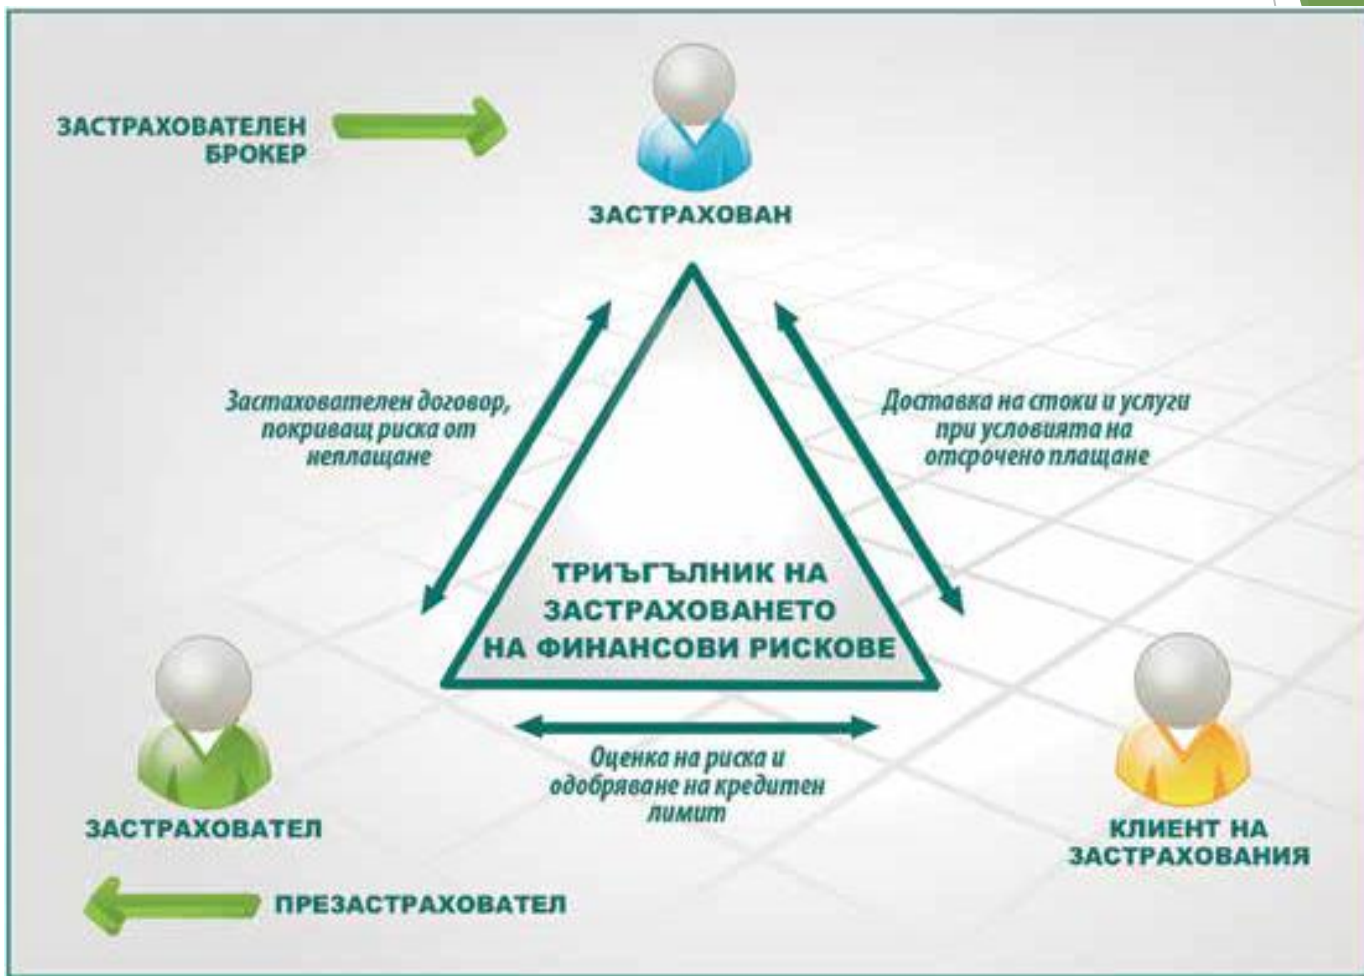 ЗАСТРАХОВАТЕЛЕН
БРОКЕР
ЗАСТРАХОВАН
Застахователен договор,
покриващ риска от
неплащане
Доставка на стоки и услуги
при условията на
отсрочено плащане
ТРИЪГЪЛНИК НА
ЗАСТРАХОВАНЕТО
НА ФИНАНСОВИ РИСКОВЕ
Оценка на риска и
одобряване на кредитен
лимит
ЗАСТРАХОВАТЕЛ
КЛИЕНТ НА
ЗАСТРАХОВАНИЯ
ПРЕЗАСТРАХОВАТЕЛ